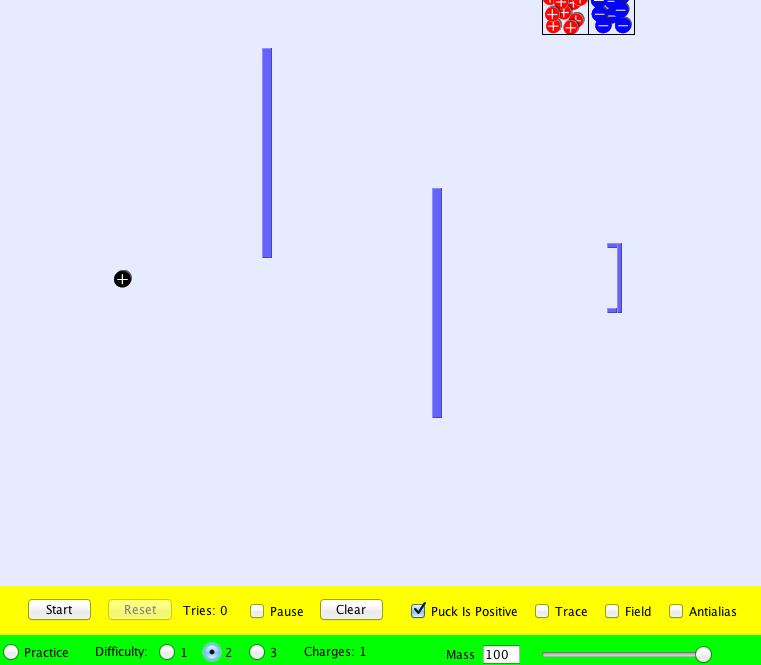 Start Reset Tries: 0 Pause Clear Puck Is Positive Trace Field Antialias
Practice Difficulty: 1 2 3 Charges: 1 Mass 100